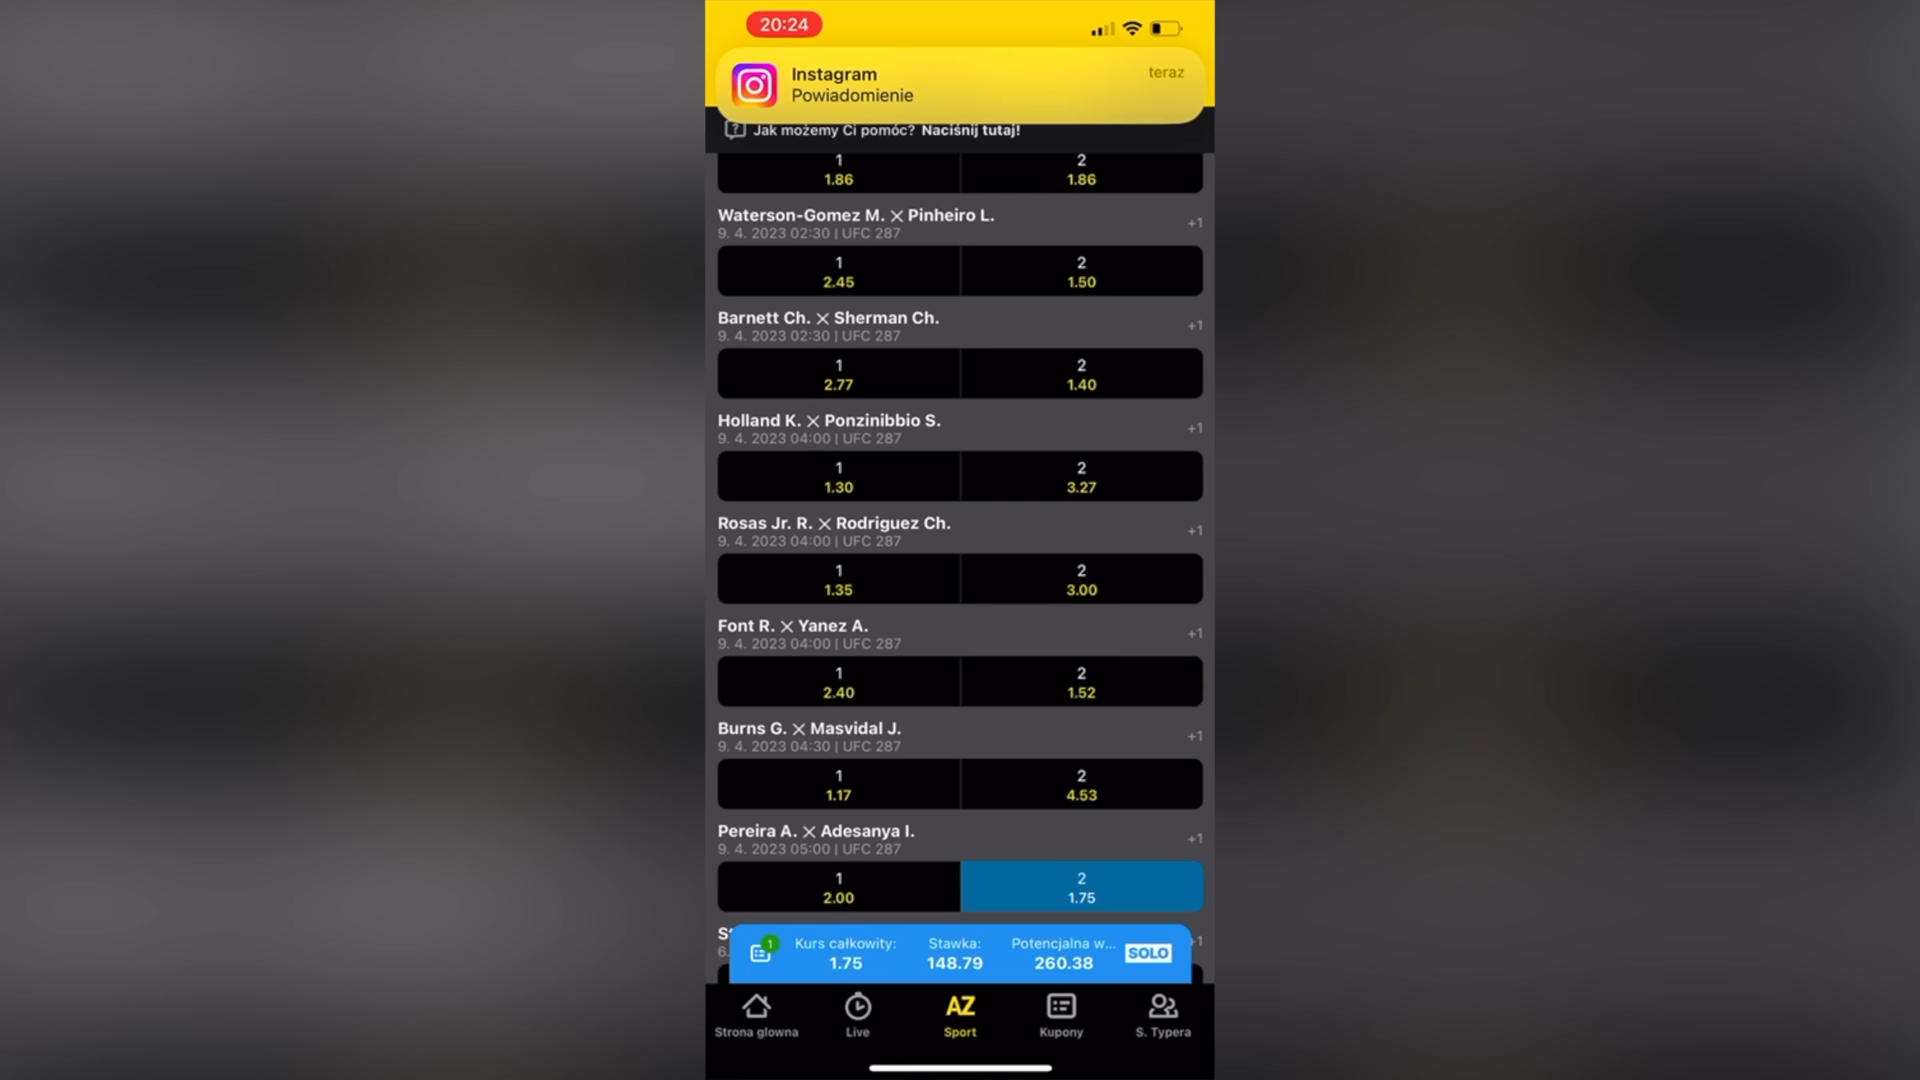 20:24
Instagram
teraz
Powiadomienie
Jak możemy Ci pomóc? Naciśnij tutaj!
1 2
1.86 1.86
Waterson-Gomez M. X Pinheiro L.
+1
9. 4. 2023 02:30 | UFC 287
1 2
2.45 1.50
Barnett Ch. X Sherman Ch.
+1
9. 4. 2023 02:30 | UFC 287
1 2
2.77 1.40
Holland K. X Ponzinibbio S.
+1
9. 4. 2023 04:00 | UFC 287
1 2
1.30 3.27
Rosas Jr. R. X Rodriguez Ch.
+1
9. 4. 2023 04:00 | UFC 287
1 2
1.35 3.00
Font R. X Yanez A.
+1
9. 4. 2023 04:00 | UFC 287
1 2
2.40 1.52
Burns G. X Masvidal J.
+1
9. 4. 2023 04:30 | UFC 287
1 2
1.17 4.53
Pereira A. X Adesanya I.
+1
9. 4. 2023 05:00 | UFC 287
1 2
2.00 1.75
1 Kurs całkowity: Stawka: Potencjalna w...
1.75 148.79 260.38
SOLO
AZ
Strona glowna Live Sport Kupony S. Typera